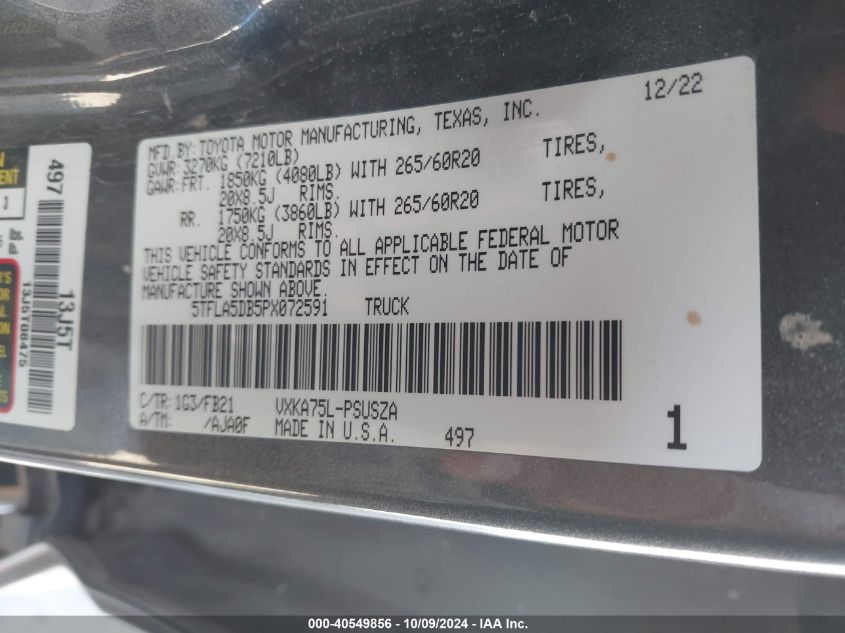 12/22
MFD BY: TOYOTA MOTOR MANUFACTURING, TEXAS, INC.
GVWR: 3270KG (7210LB)
GAWR: FRT. 1850KG (4080LB) WITH 265/60R20 TIRES,
20X8.5J RIMS.
RR. 1750KG (3860LB) WITH 265/60R20 TIRES,
20X8.5J RIMS.
THIS VEHICLE CONFORMS TO ALL APPLICABLE FEDERAL MOTOR
VEHICLE SAFETY STANDARDS IN EFFECT ON THE DATE OF
MANUFACTURE SHOWN ABOVE.
5TFLA5DB5PX072591 TRUCK
C/TR: 1G3/FB21 VXKA75L-PSUSZA
A/TM: /AJA0F MADE IN U.S.A. 497 1
497
13J5T
13J5T08475
lbs.
lb.
000-40549856 - 10/09/2024 - IAA Inc.